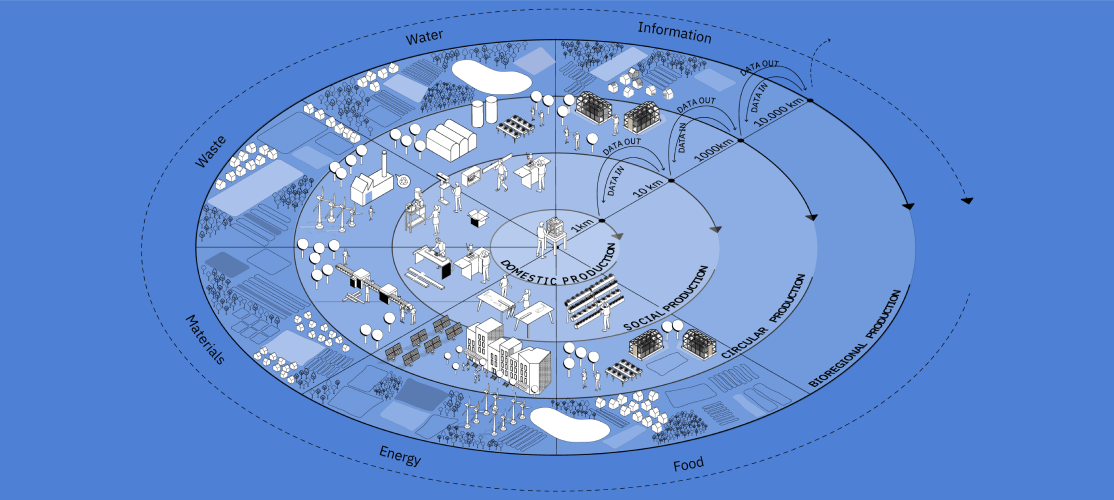 Water
Information
DATA OUT
DATA IN
10.000 km
DATA OUT
DATA IN
1000km
DATA OUT
DATA IN
10 km
1km
Waste
DOMESTIC PRODUCTION
SOCIAL PRODUCTION
CIRCULAR PRODUCTION
BIOREGIONAL PRODUCTION
Materials
Energy
Food